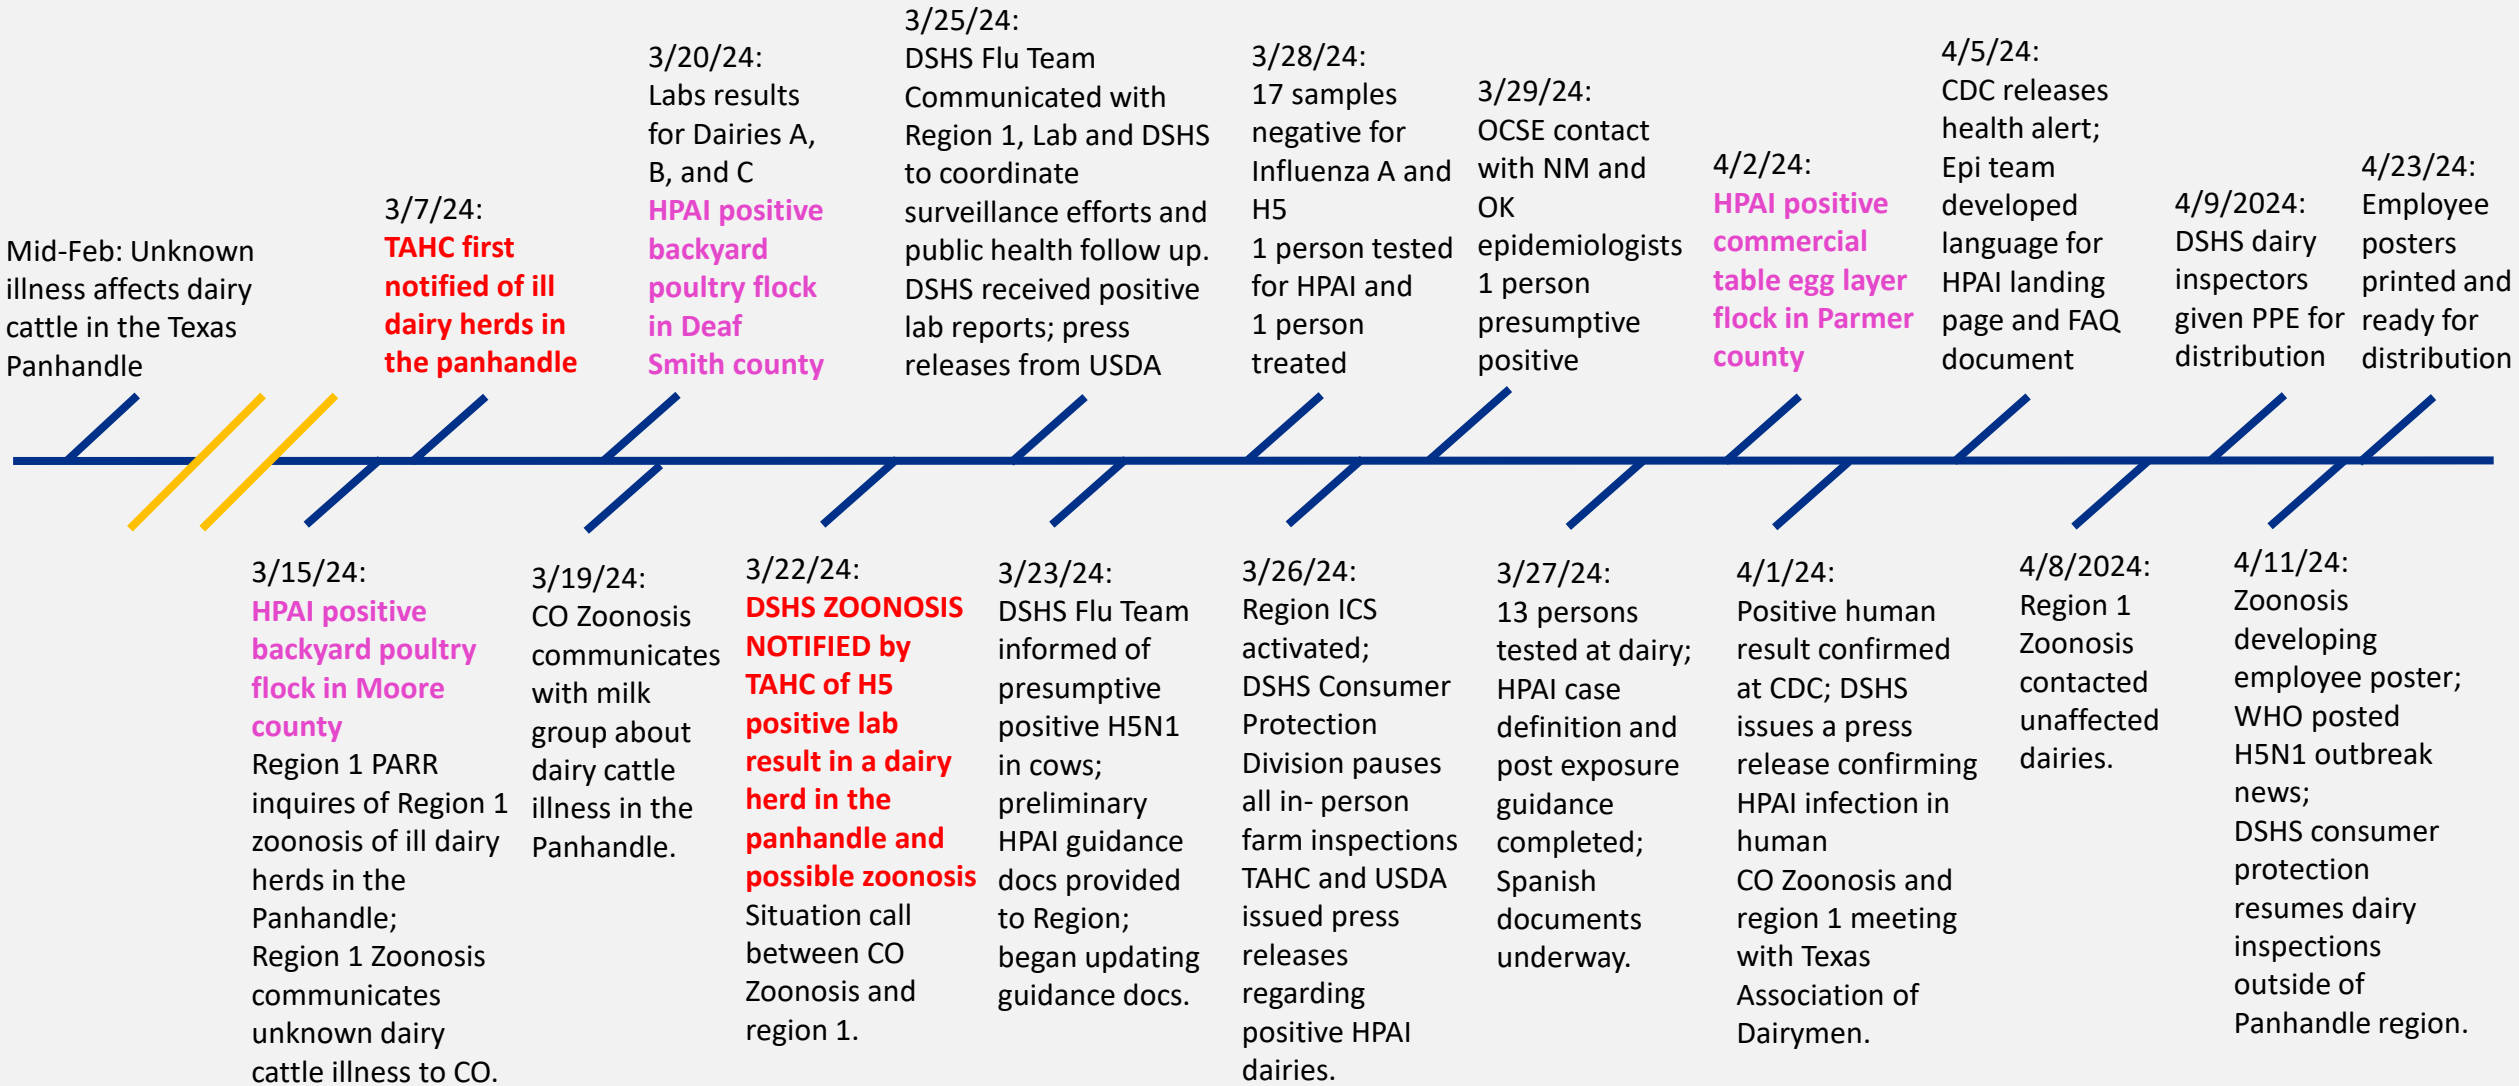 Mid-Feb: Unknown
illness affects dairy
cattle in the Texas
Panhandle
3/7/24:
TAHC first
notified of ill
dairy herds in
the panhandle
3/20/24:
Labs results
for Dairies A,
B, and C
HPAI positive
backyard
poultry flock
in Deaf
Smith county
3/25/24:
DSHS Flu Team
Communicated with
Region 1, Lab and DSHS
to coordinate
surveillance efforts and
public health follow up.
DSHS received positive
lab reports; press
releases from USDA
3/28/24:
17 samples
negative for
Influenza A and
H5
1 person tested
for HPAI and
1 person
treated
3/29/24:
OCSE contact
with NM and
OK
epidemiologists
1 person
presumptive
positive
4/2/24:
HPAI positive
commercial
table egg layer
flock in Parmer
county
4/5/24:
CDC releases
health alert;
Epi team
developed
language for
HPAI landing
page and FAQ
document
4/9/2024:
DSHS dairy
inspectors
given PPE for
distribution
4/23/24:
Employee
posters
printed and
ready for
distribution
3/15/24:
HPAI positive
backyard poultry
flock in Moore
county
Region 1 PARR
inquires of Region 1
zoonosis of ill dairy
herds in the
Panhandle;
Region 1 Zoonosis
communicates
unknown dairy
cattle illness to CO.
3/19/24:
CO Zoonosis
communicates
with milk
group about
dairy cattle
illness in the
Panhandle.
3/22/24:
DSHS ZOONOSIS
NOTIFIED by
TAHC of H5
positive lab
result in a dairy
herd in the
panhandle and
possible zoonosis
Situation call
between CO
Zoonosis and
region 1.
3/23/24:
DSHS Flu Team
informed of
presumptive
positive H5N1
in cows;
preliminary
HPAI guidance
docs provided
to Region;
began updating
guidance docs.
3/26/24:
Region ICS
activated;
DSHS Consumer
Protection
Division pauses
all in- person
farm inspections
TAHC and USDA
issued press
releases
regarding
positive HPAI
dairies.
3/27/24:
13 persons
tested at dairy;
HPAI case
definition and
post exposure
guidance
completed;
Spanish
documents
underway.
4/1/24:
Positive human
result confirmed
at CDC; DSHS
issues a press
release confirming
HPAI infection in
human
CO Zoonosis and
region 1 meeting
with Texas
Association of
Dairymen.
4/8/2024:
Region 1
Zoonosis
contacted
unaffected
dairies.
4/11/24:
Zoonosis
developing
employee poster;
WHO posted
H5N1 outbreak
news;
DSHS consumer
protection
resumes dairy
inspections
outside of
Panhandle region.